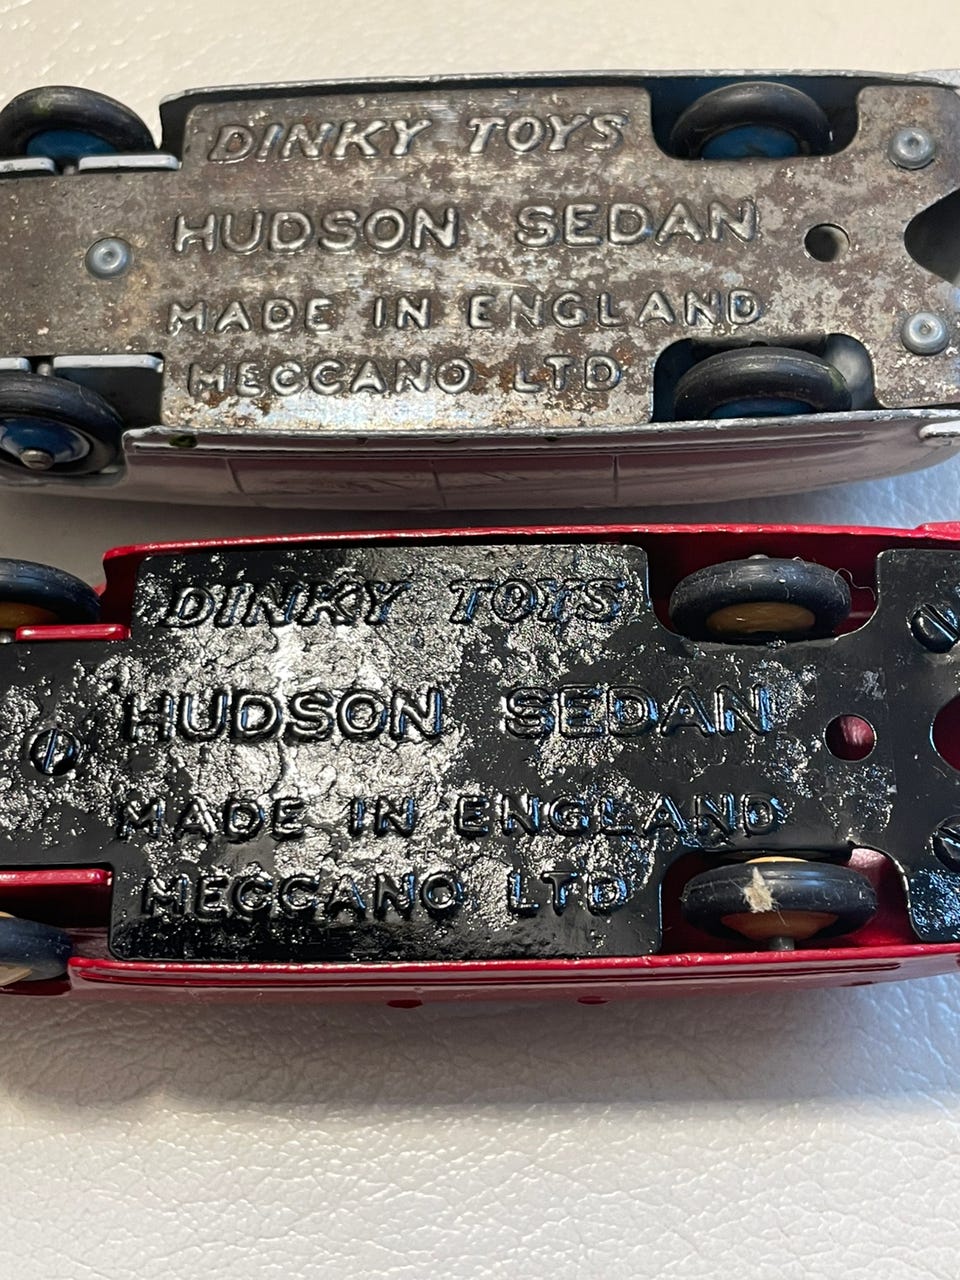 DINKY TOYS
HUDSON SEDAN
MADE IN ENGLAND
MECCANO LTD
DINKY TOYS
HUDSON SEDAN
MADE IN ENGLAND
MECCANO LTD